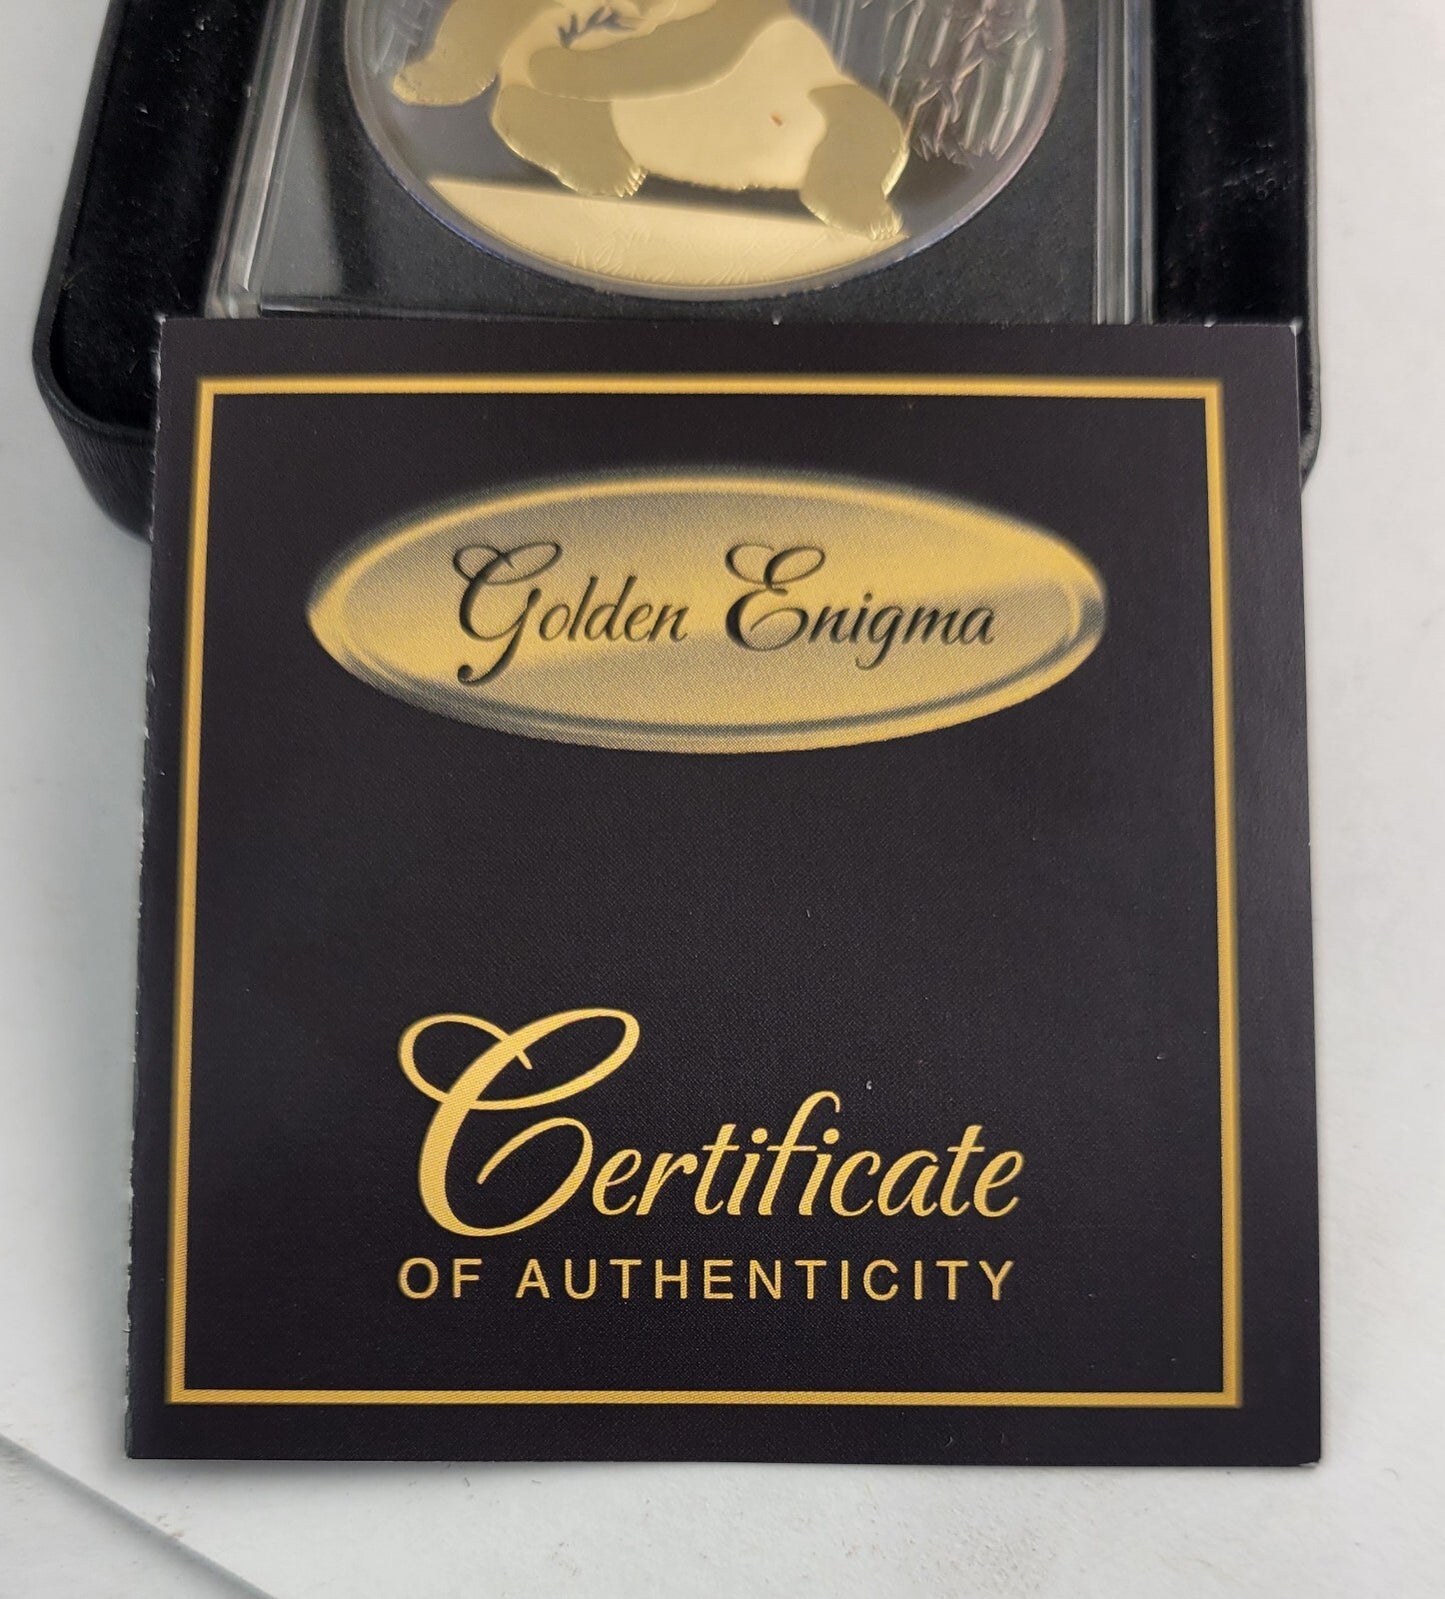 Golden Enigma
Certificate
OF AUTHENTICITY